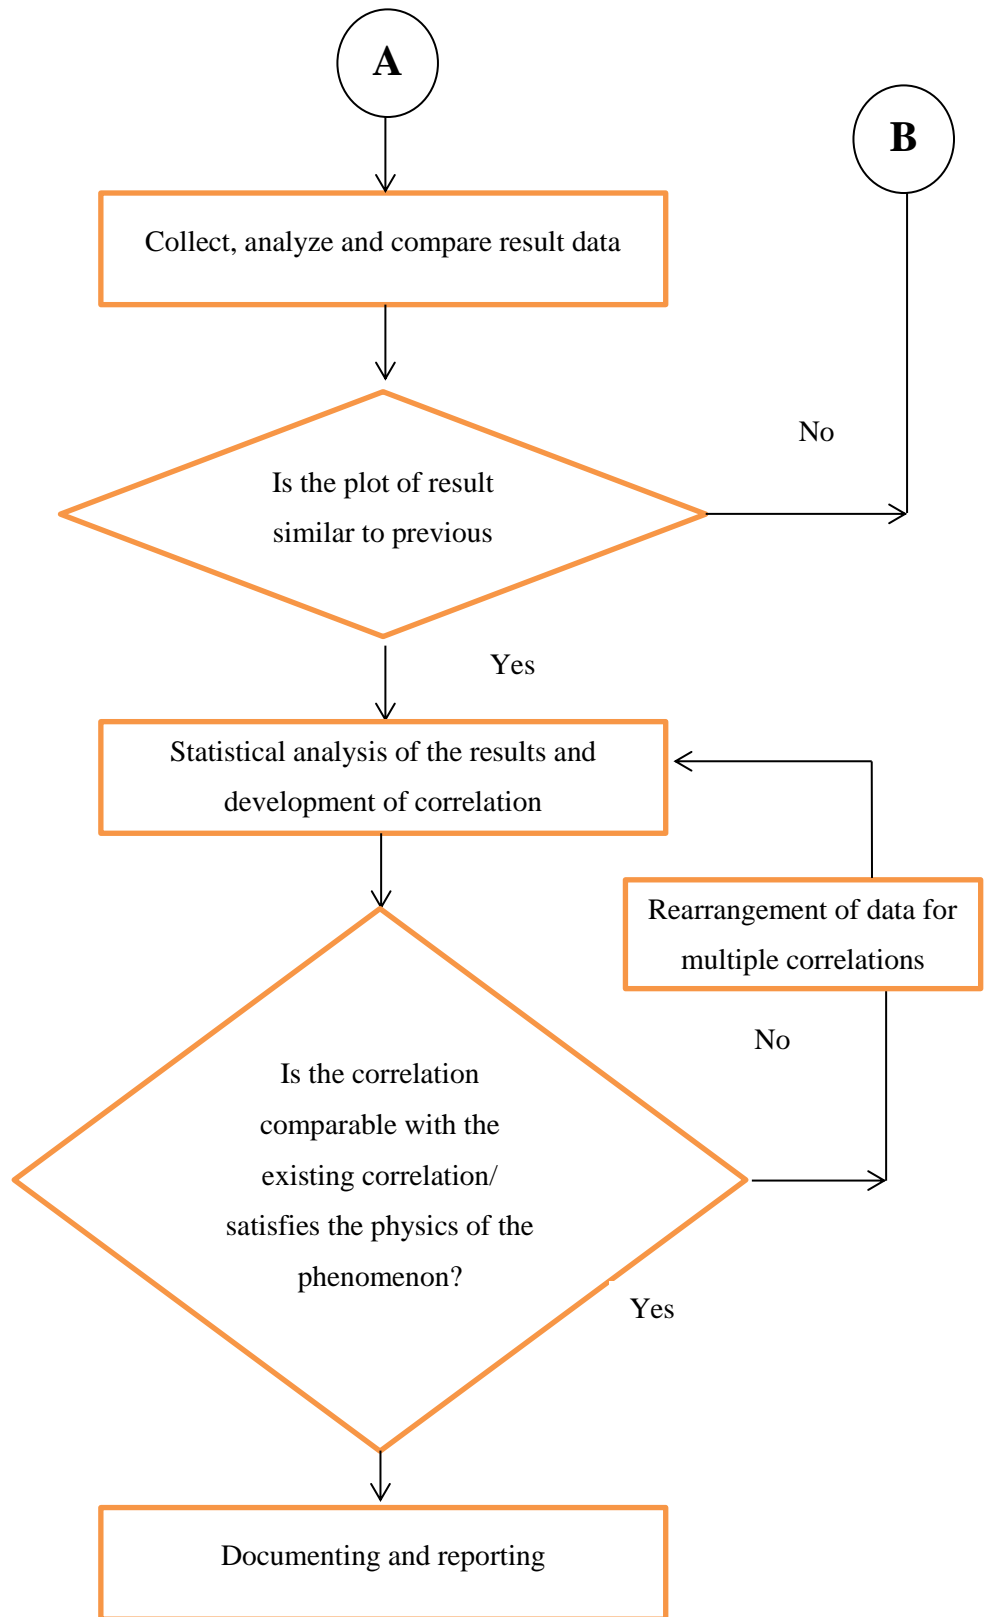 A
B
Collect, analyze and compare result data
No
Is the plot of result
similar to previous
Yes
Statistical analysis of the results and
development of correlation
Rearrangement of data for
multiple correlations
No
Is the correlation
comparable with the
existing correlation/
satisfies the physics of the
phenomenon?
Yes
Documenting and reporting